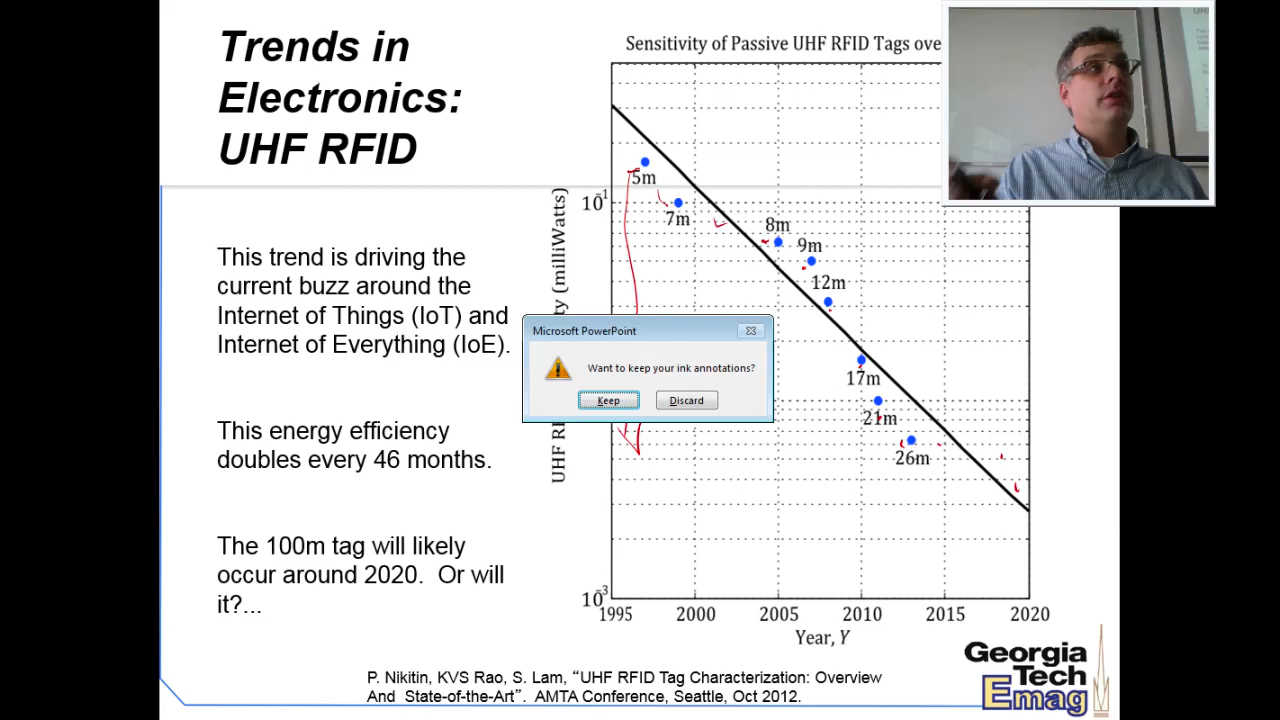 Trends in
Electronics:
UHF RFID
This trend is driving the
current buzz around the
Internet of Things (IoT) and
Internet of Everything (IoE).
This energy efficiency
doubles every 46 months.
The 100m tag will likely
occur around 2020.  Or will
it?...
Sensitivity of Passive UHF RFID Tags ove
10⁻¹
10⁻³
UHF RF
y (milliWatts)
5m
7m
8m
9m
12m
17m
21m
26m
1995 2000 2005 2010 2015 2020
Year, Y
Microsoft PowerPoint
Want to keep your ink annotations?
Keep Discard
P. Nikitin, KVS Rao, S. Lam, “UHF RFID Tag Characterization: Overview
And  State-of-the-Art”.  AMTA Conference, Seattle, Oct 2012.
Georgia
Tech
Emag